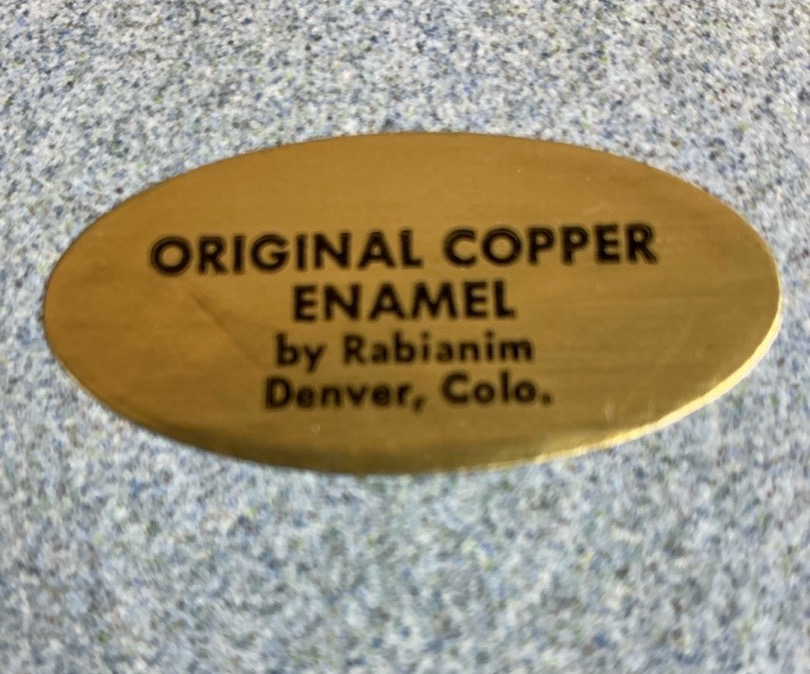 ORIGINAL COPPER
ENAMEL
by Rabianim
Denver, Colo.